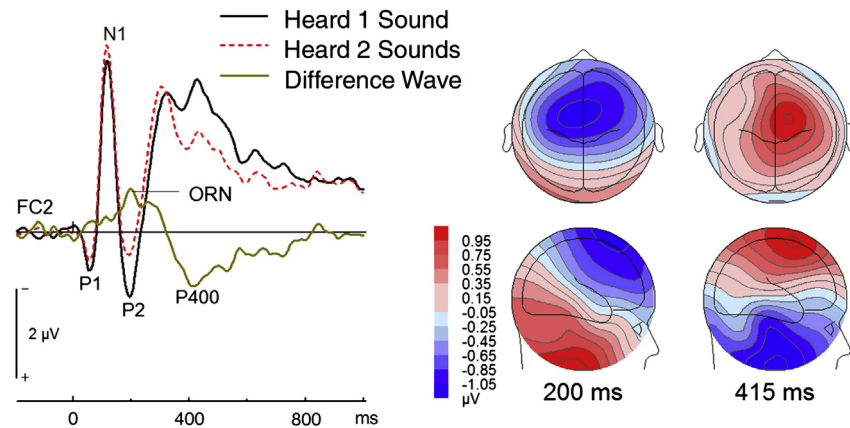 Heard 1 Sound
Heard 2 Sounds
Difference Wave
N1
ORN
FC2
P1
P2
P400
−
2 µV
+
0
400
800
ms
0.95
0.75
0.55
0.35
0.15
-0.05
-0.25
-0.45
-0.65
-0.85
-1.05
µV
200 ms
415 ms